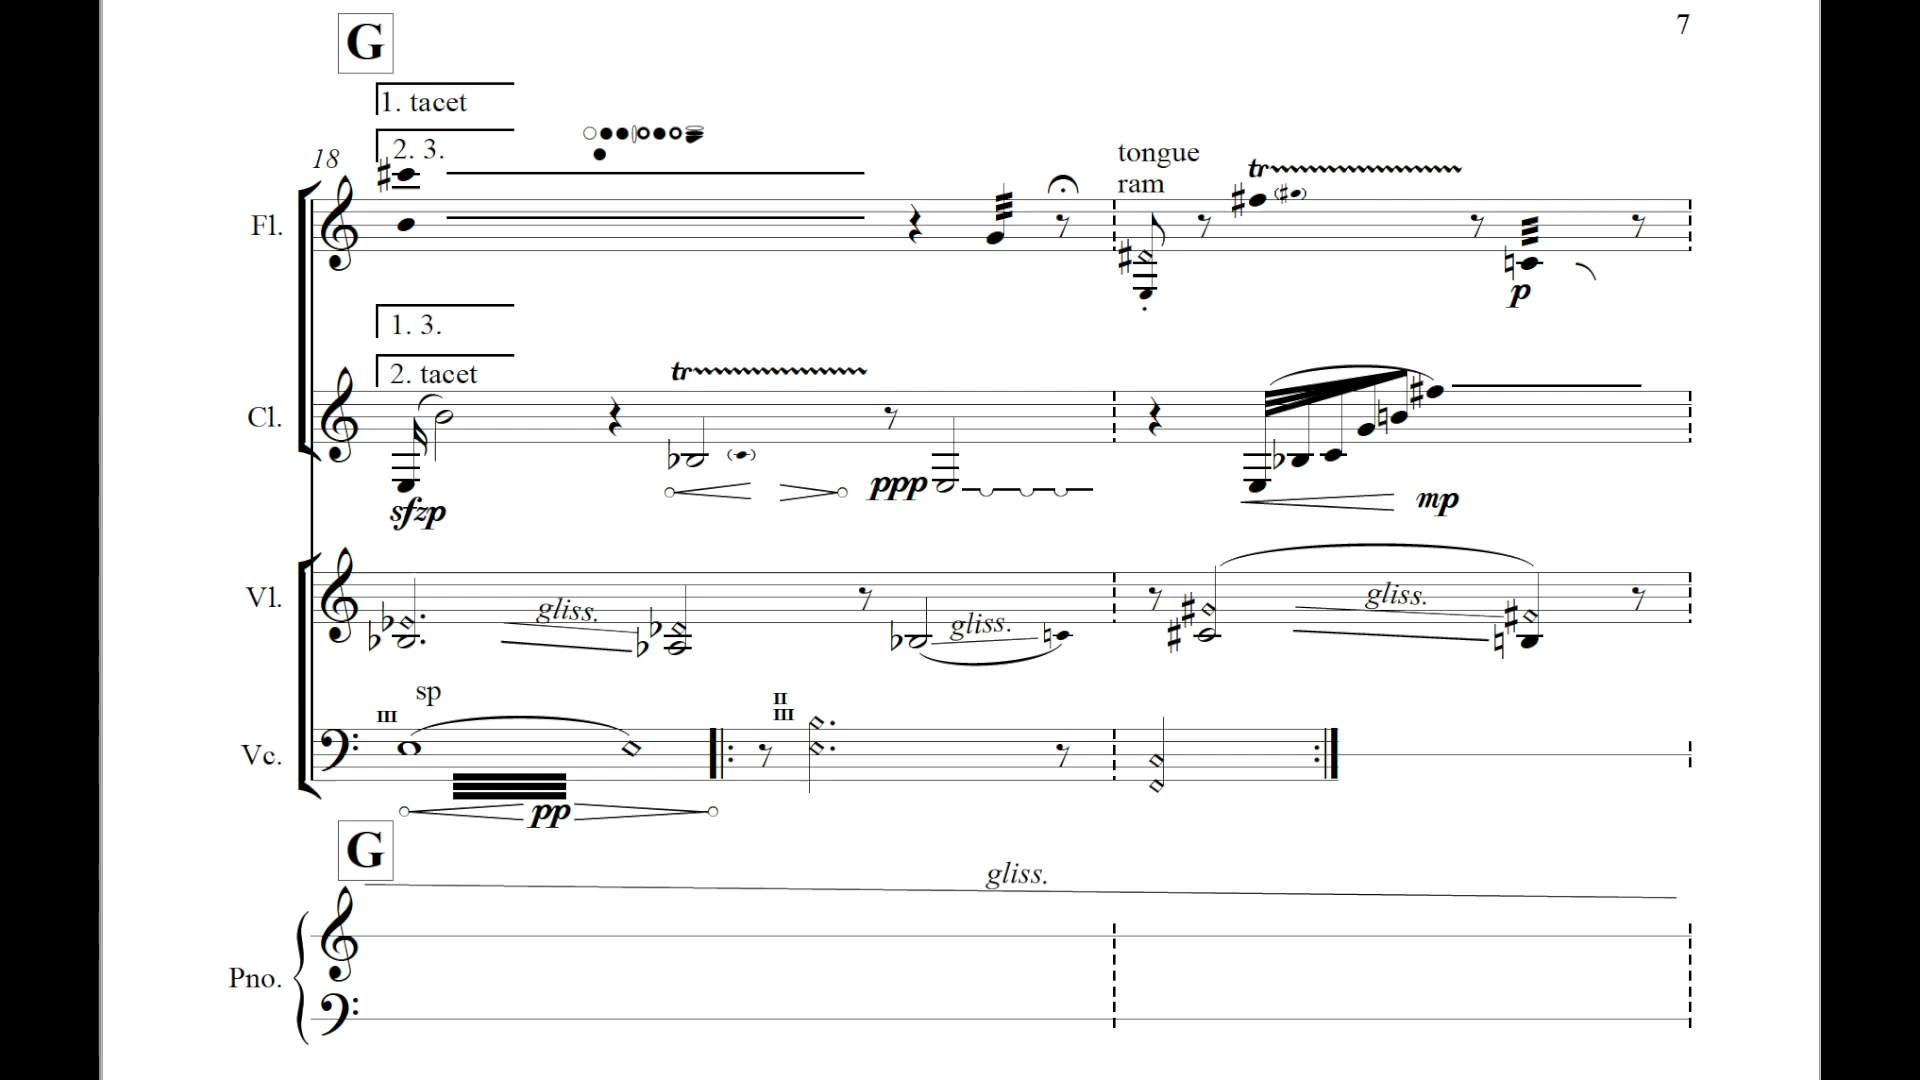 G
7
1. tacet
2. 3.
18
tongue
ram
tr
Fl.
p
1. 3.
2. tacet
tr
Cl.
sfzp
ppp
mp
Vl.
gliss.
gliss.
gliss.
sp
III
II
III
Vc.
pp
G
gliss.
Pno.